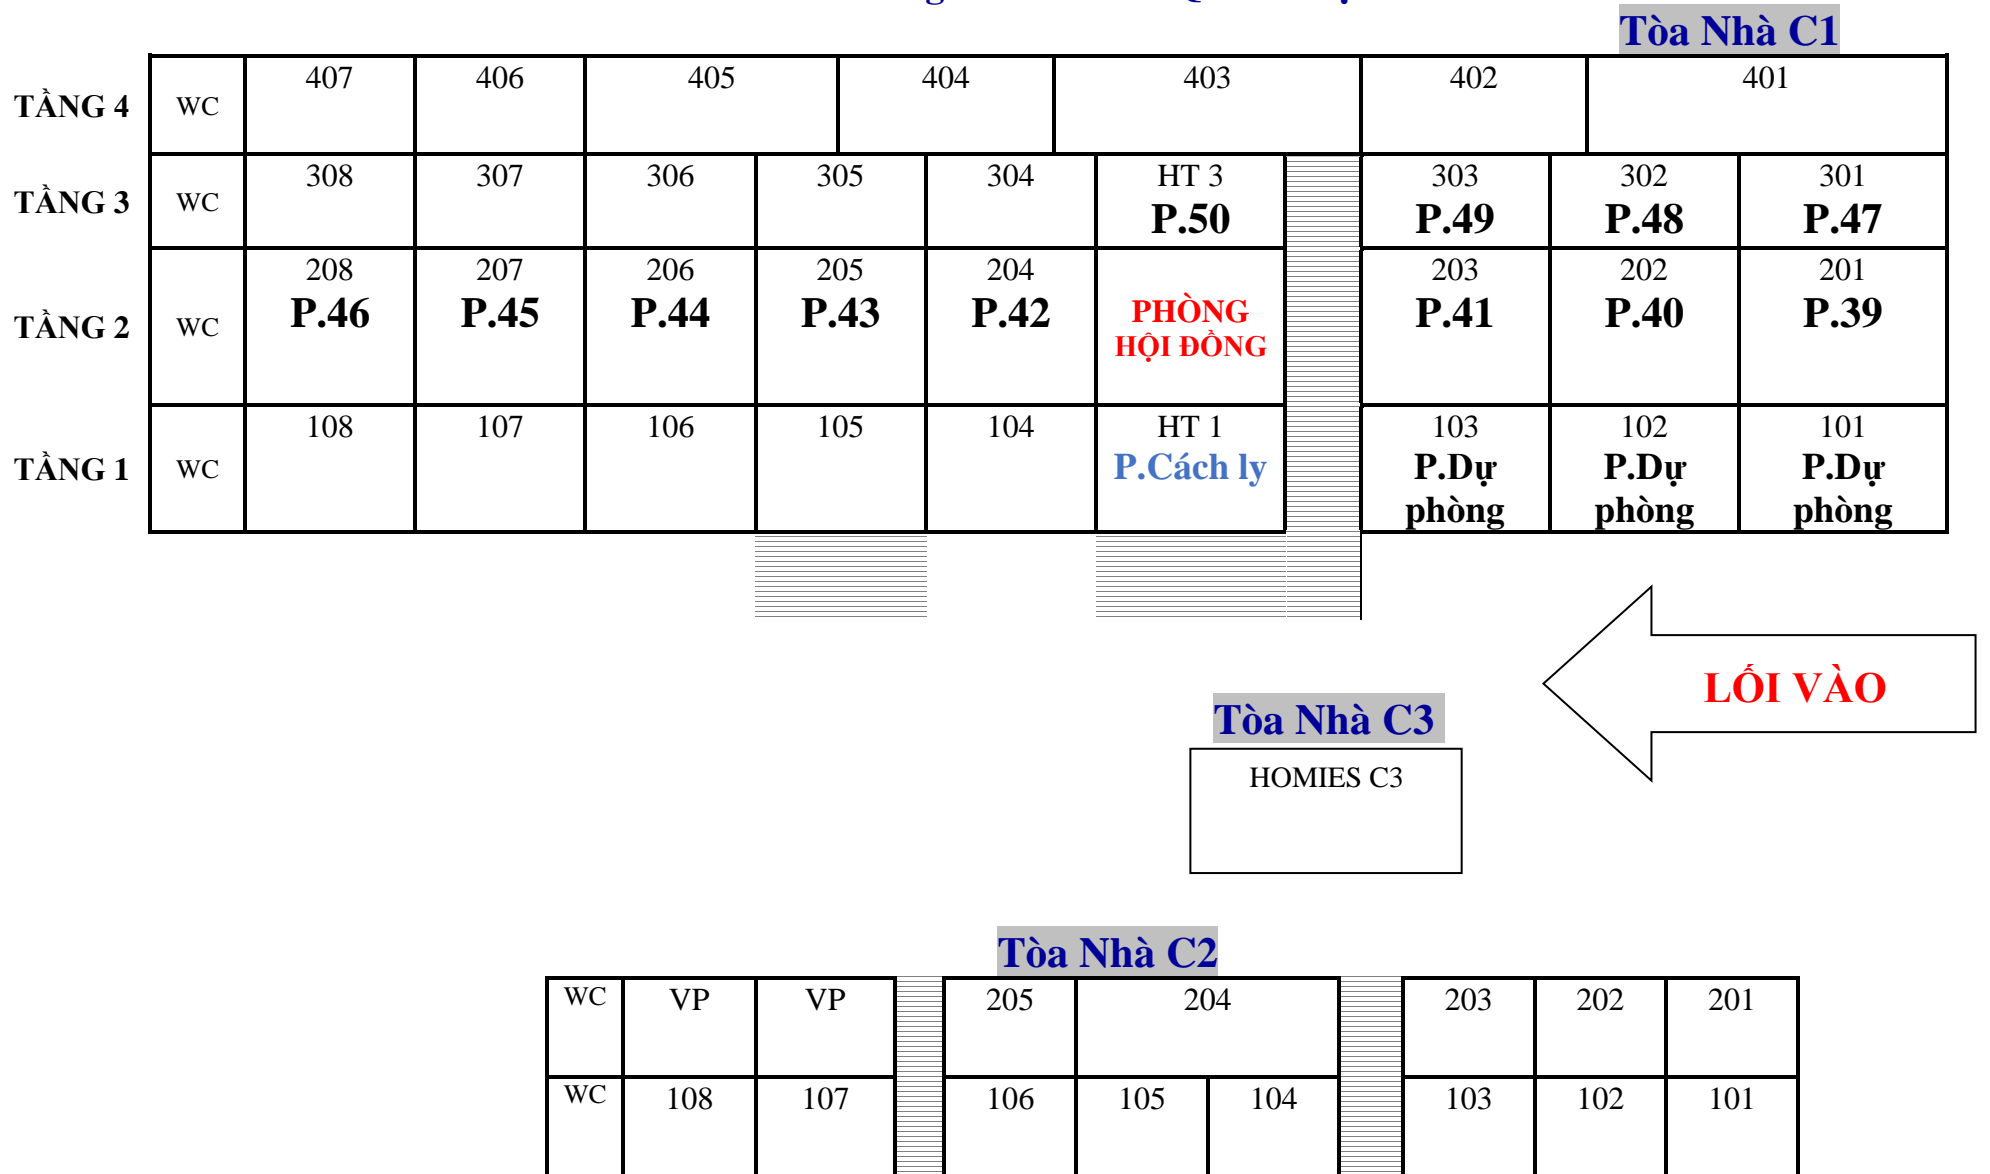 Tòa Nhà C1
407 406 405 404 403 402 401
TẦNG 4 WC
308 307 306 305 304 HT 3 303 302 301
TẦNG 3 WC
P.50 P.49 P.48 P.47
208 207 206 205 204 203 202 201
P.46 P.45 P.44 P.43 P.42 PHÒNG P.41 P.40 P.39
TẦNG 2 WC
HỘI ĐỒNG
108 107 106 105 104 HT 1 103 102 101
TẦNG 1 WC P.Cách ly P.Dự P.Dự P.Dự
phòng phòng phòng
LỐI VÀO
Tòa Nhà C3
HOMIES C3
Tòa Nhà C2
WC VP VP 205 204 203 202 201
WC 108 107 106 105 104 103 102 101